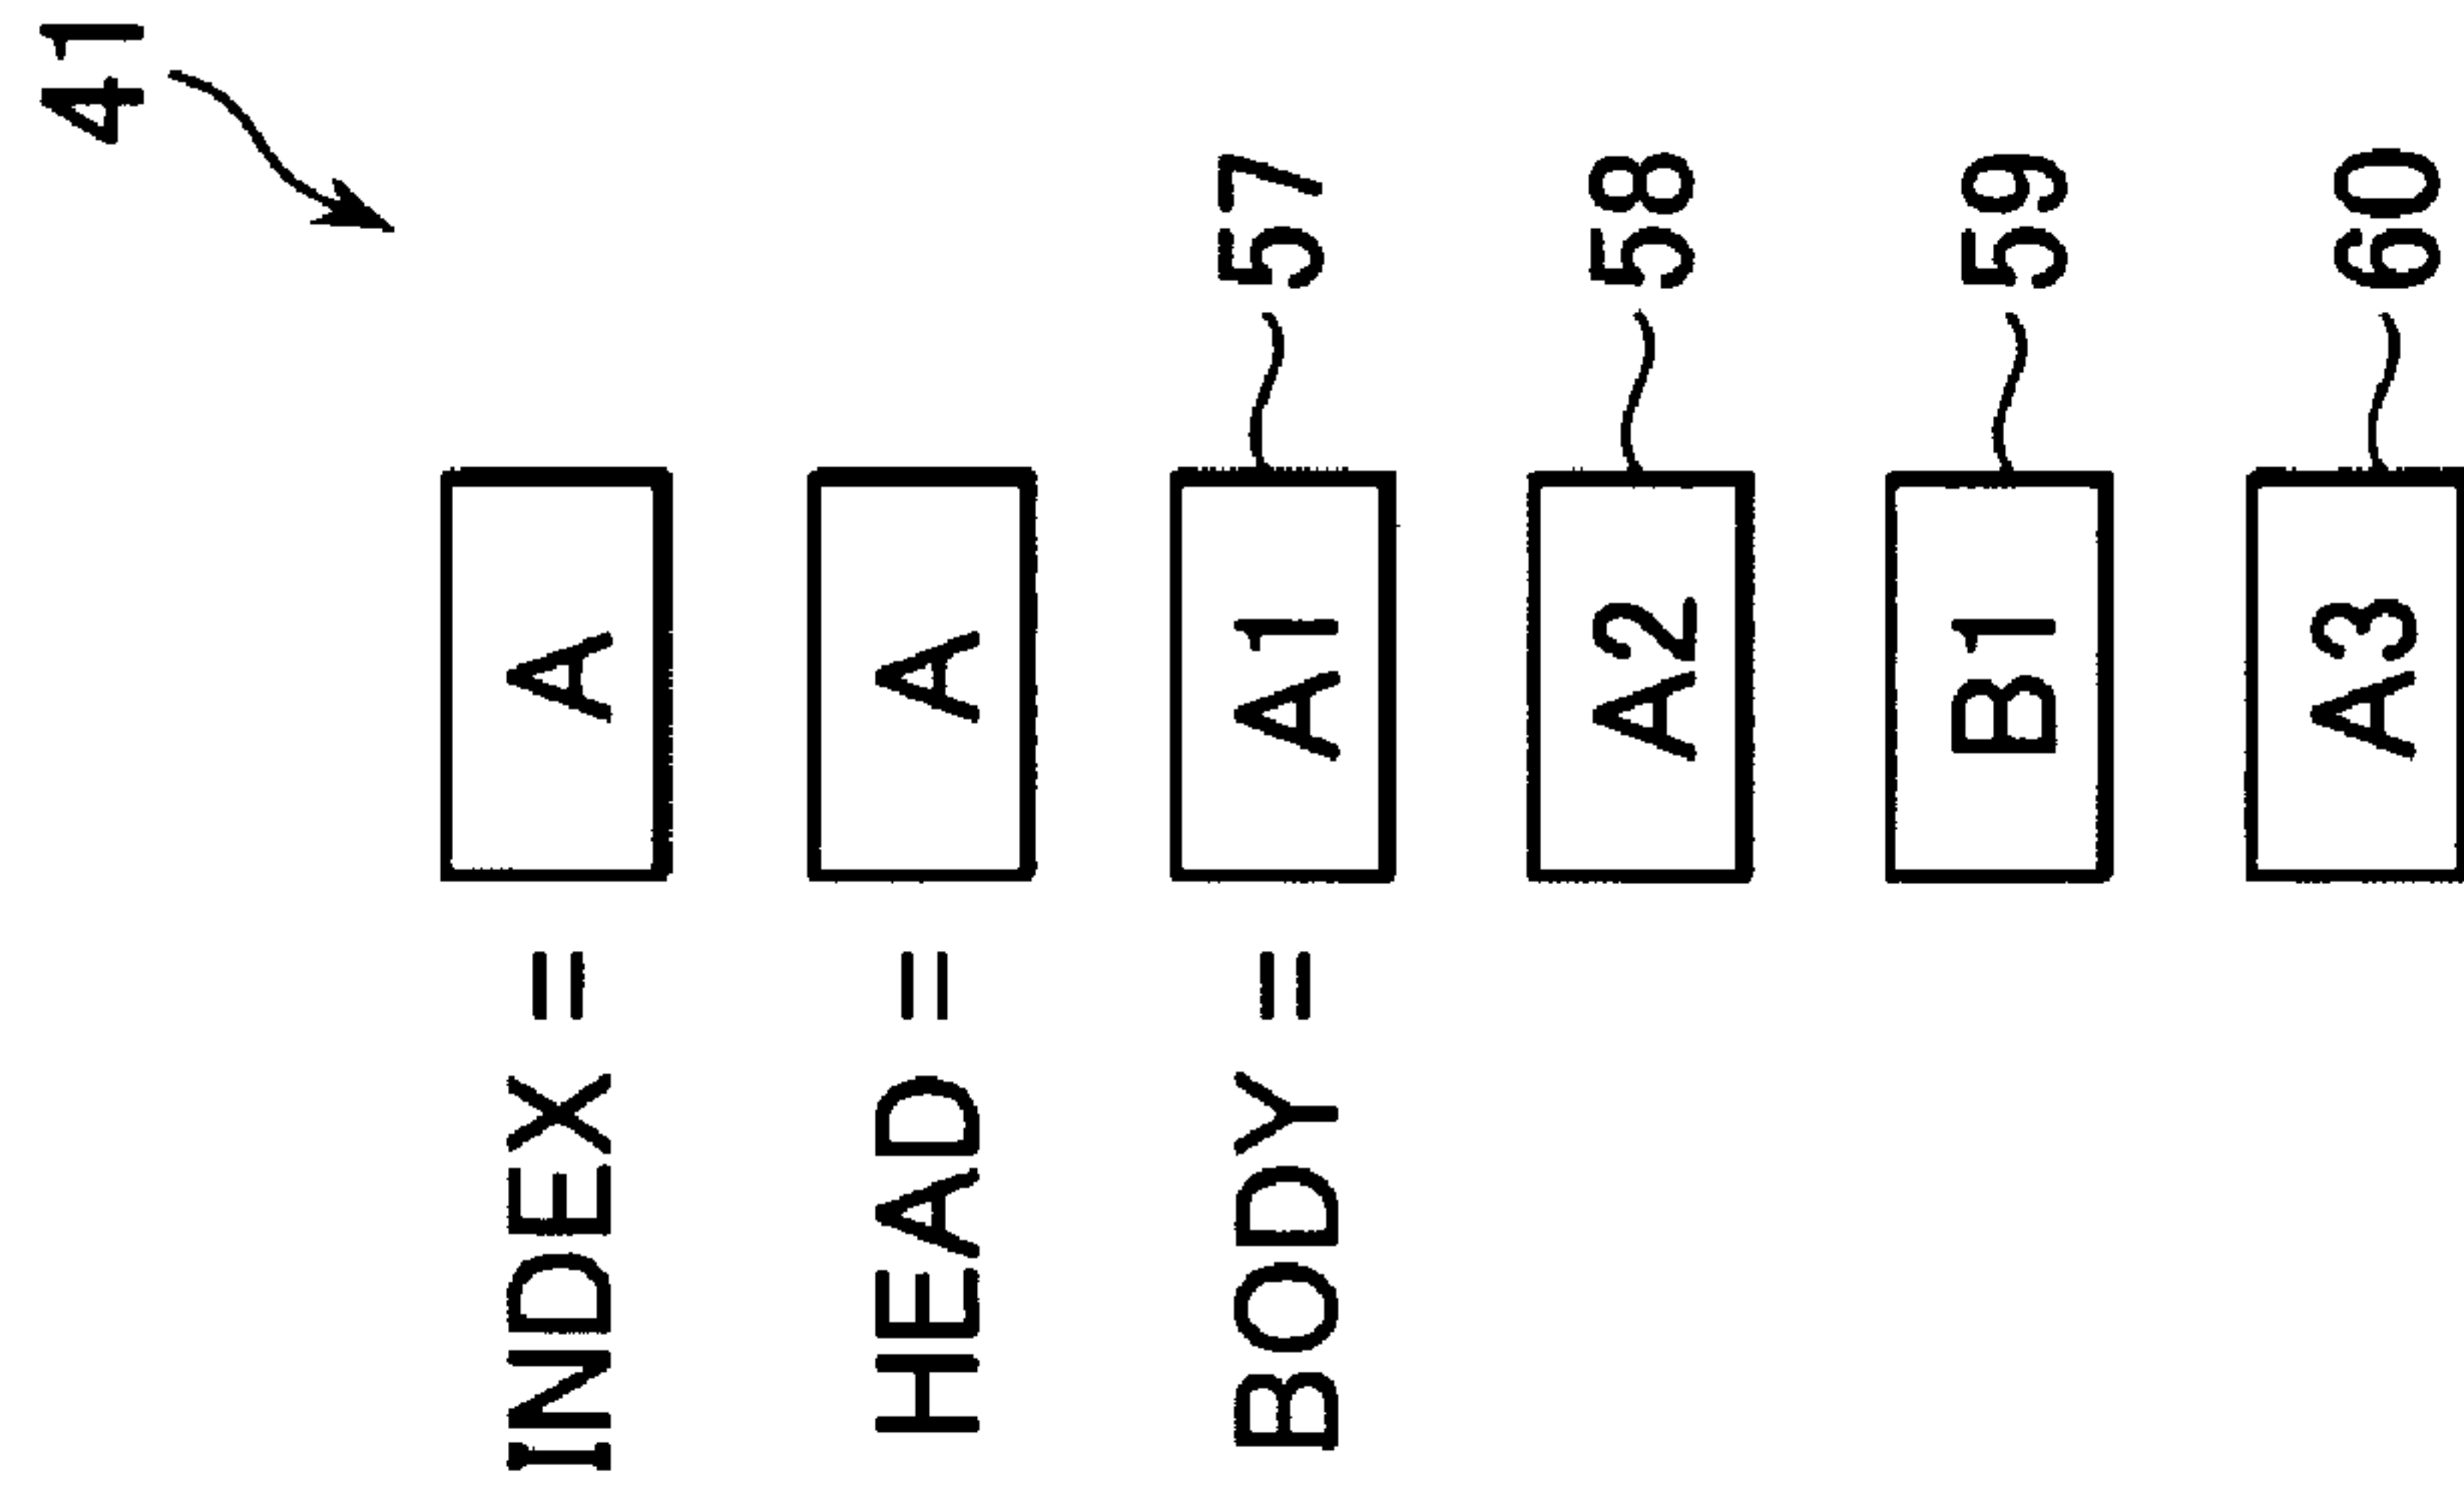 41
INDEX = A
HEAD = A
BODY = A1 57
A2 58
B1 59
A3 60